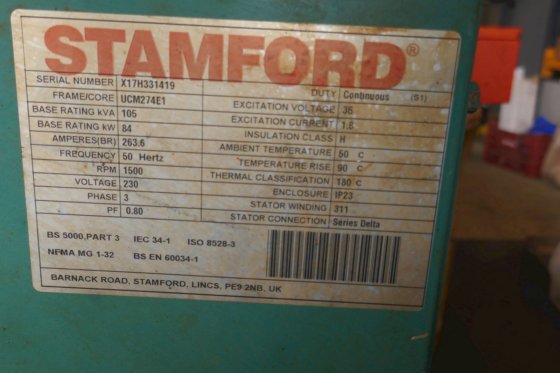 STAMFORD®
SERIAL NUMBER X17H331419
FRAME/CORE UCM274E1
BASE RATING kVA 105
BASE RATING kW 84
AMPERES(BR) 263.6
FREQUENCY 50 Hertz
RPM 1500
VOLTAGE 230
PHASE 3
PF 0.80
DUTY Continuous (S1)
EXCITATION VOLTAGE 36
EXCITATION CURRENT 1.8
INSULATION CLASS H
AMBIENT TEMPERATURE 50 C
TEMPERATURE RISE 90 C
THERMAL CLASSIFICATION 180 C
ENCLOSURE IP23
STATOR WINDING 311
STATOR CONNECTION Series Delta
BS 5000,PART 3 IEC 34-1 ISO 8528-3
NEMA MG 1-32 BS EN 60034-1
BARNACK ROAD, STAMFORD, LINCS, PE9 2NB, UK